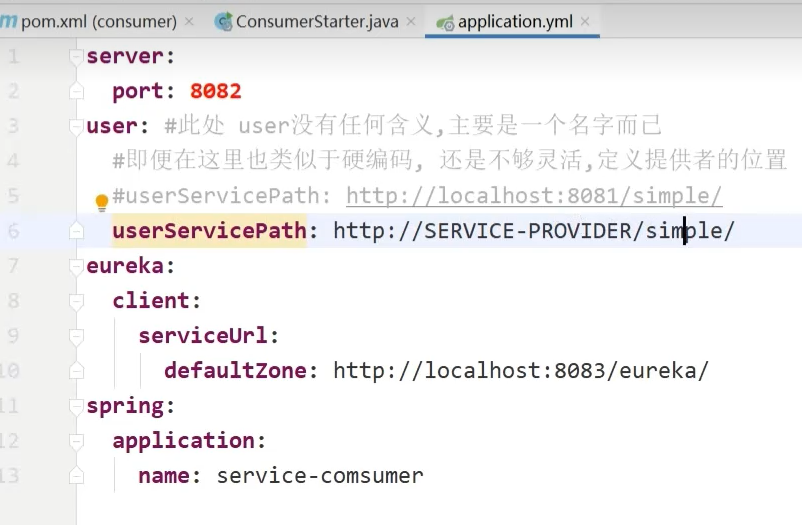 pom.xml (consumer) ConsumerStarter.java application.yml
1 server:
2 port: 8082
3 user: #此处 user没有任何含义,主要是一个名字而已
4 #即便在这里也类似于硬编码, 还是不够灵活,定义提供者的位置
5 #userServicePath: http://localhost:8081/simple/
6 userServicePath: http://SERVICE-PROVIDER/simple/
7 eureka:
8 client:
9 serviceUrl:
10 defaultZone: http://localhost:8083/eureka/
11 spring:
12 application:
13 name: service-comsumer